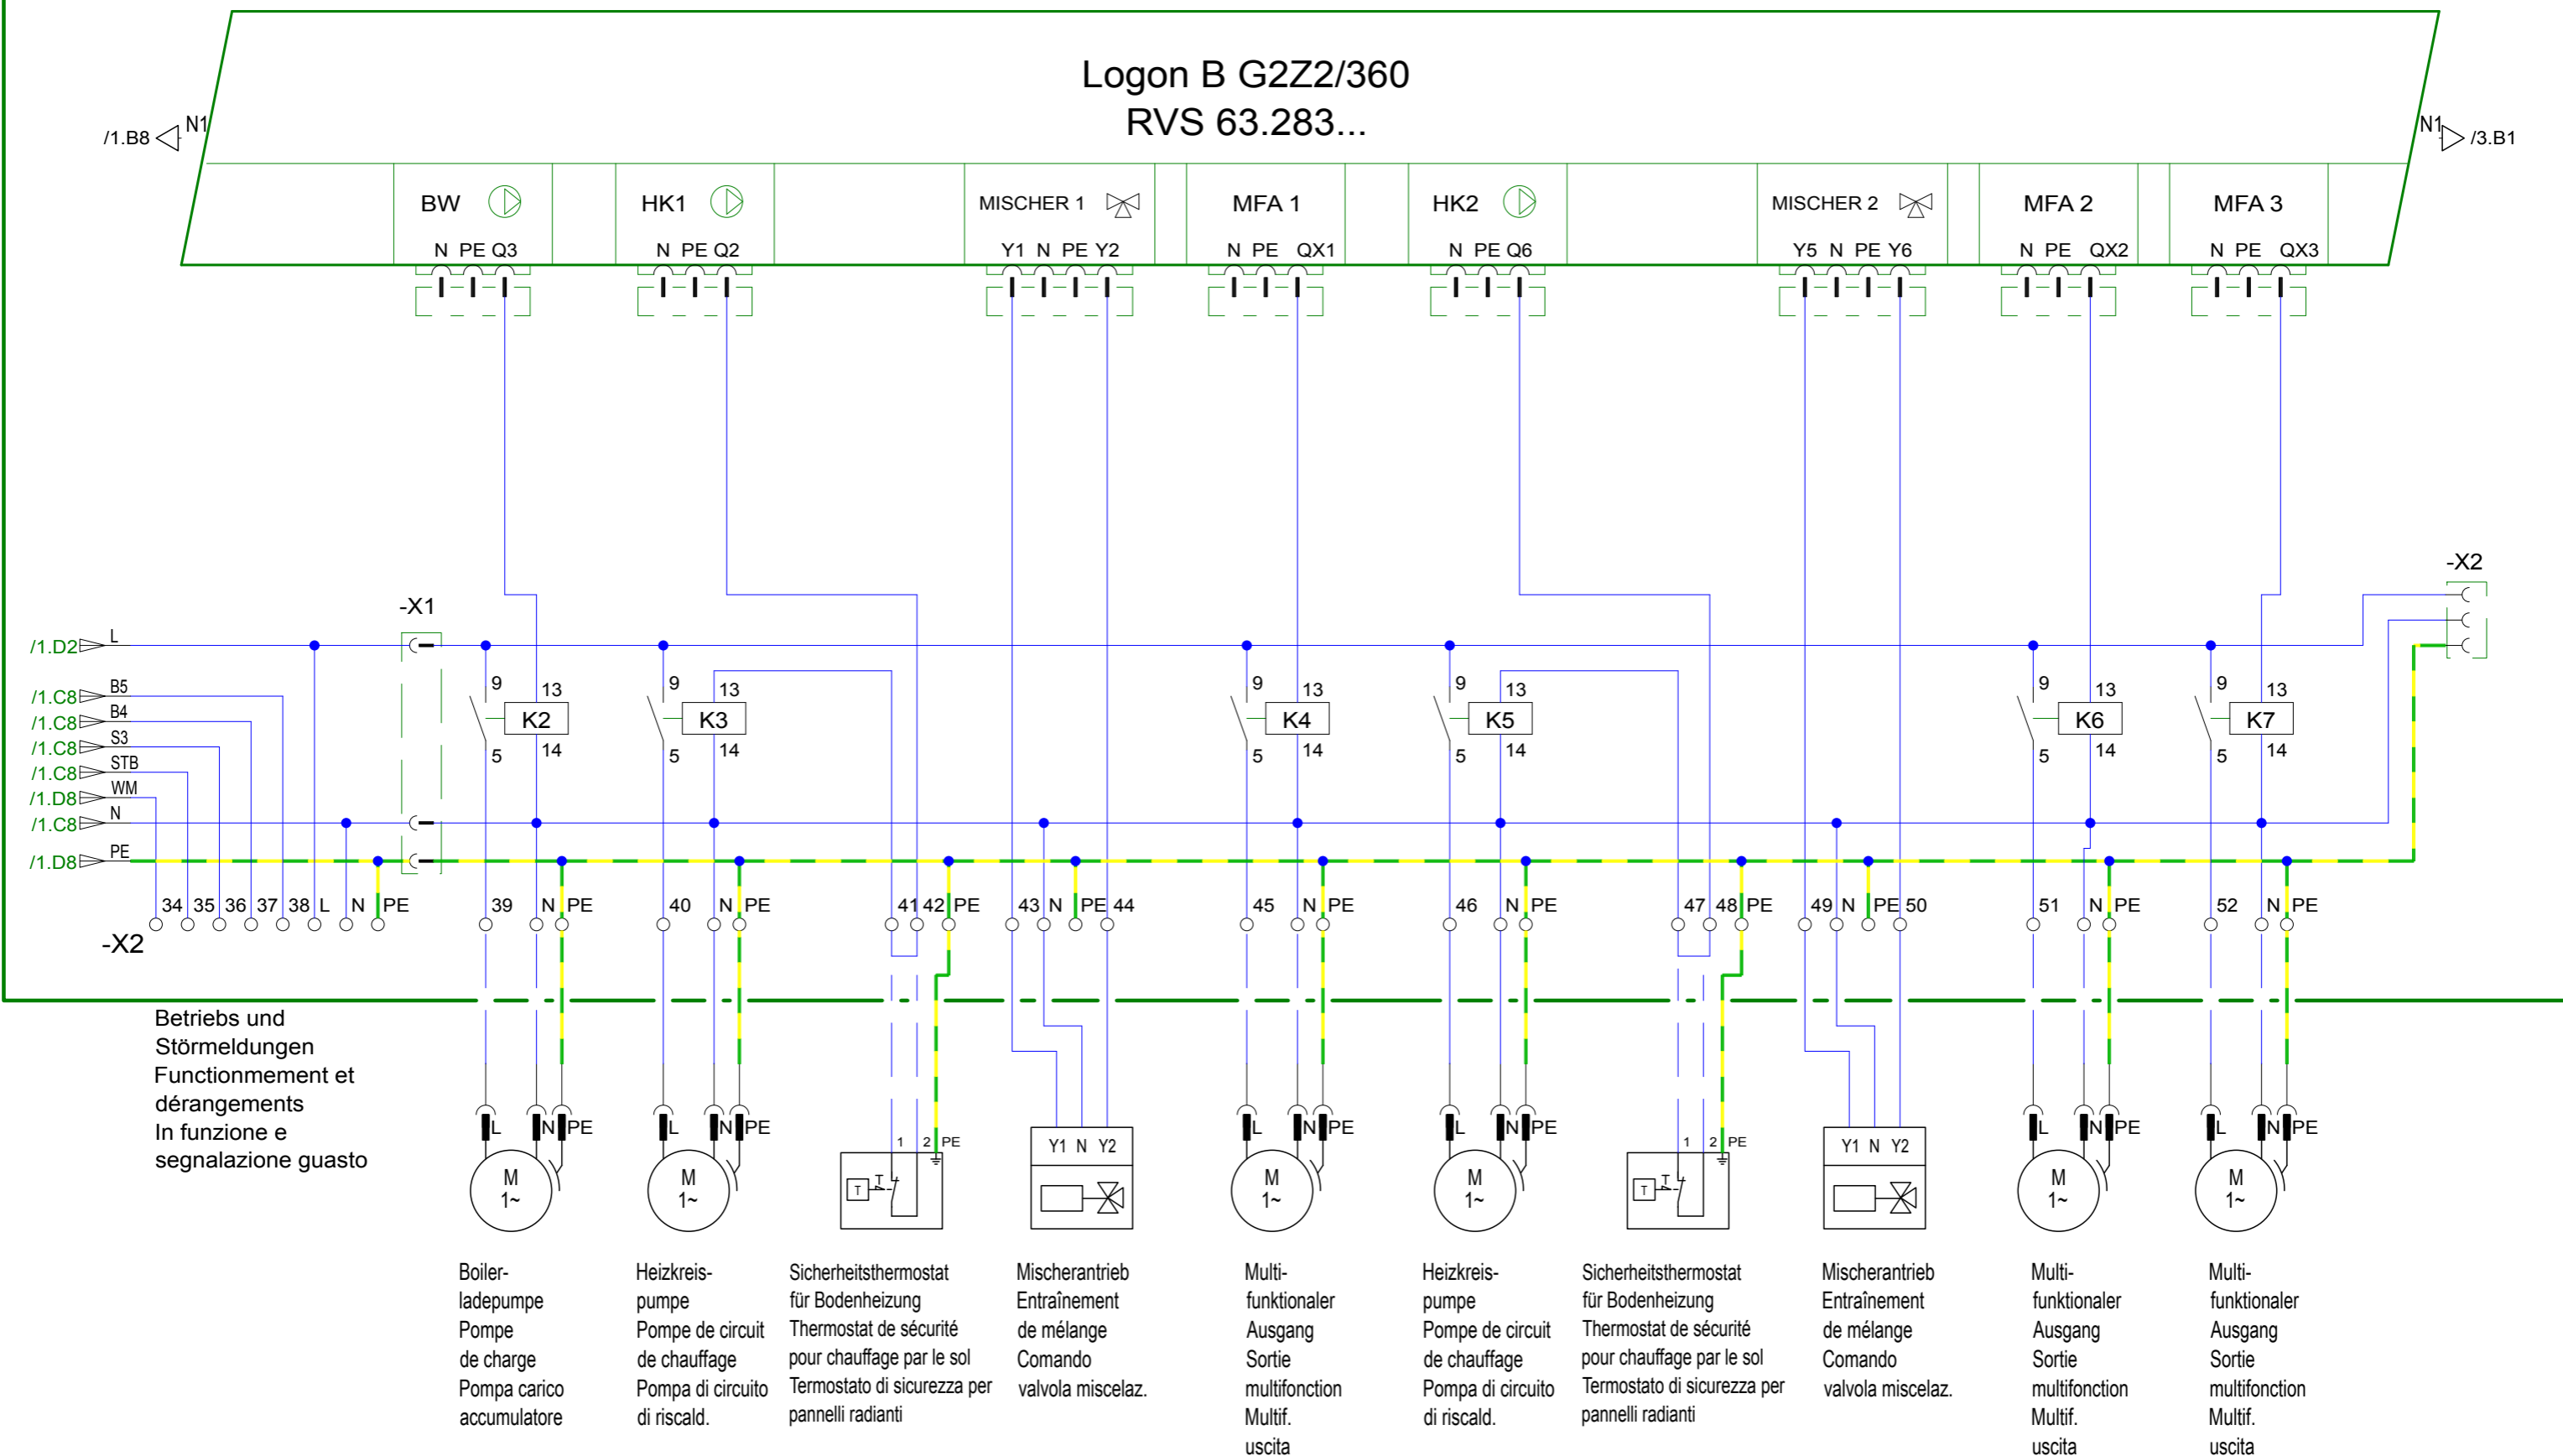 Logon B G2Z2/360
RVS 63.283...
/1.B8 N1
N1 /3.B1
BW HK1 MISCHER 1 MFA 1 HK2 MISCHER 2 MFA 2 MFA 3
N PE Q3 N PE Q2 Y1 N PE Y2 N PE QX1 N PE Q6 Y5 N PE Y6 N PE QX2 N PE QX3
-X2
-X1
/1.D2 L
/1.C8 B5
/1.C8 B4
/1.C8 S3
/1.C8 STB
/1.D8 WM
/1.C8 N
/1.D8 PE
9 13 9 13 9 13 9 13 9 13 9 13
K2 K3 K4 K5 K6 K7
5 14 5 14 5 14 5 14 5 14 5 14
34 35 36 37 38 L N PE 39 N PE 40 N PE 41 42 PE 43 N PE 44 45 N PE 46 N PE 47 48 PE 49 N PE 50 51 N PE 52 N PE
-X2
Betriebs und
Störmeldungen
Functionmement et
dérangements
In funzione e
segnalazione guasto
L N PE L N PE 1 2 PE Y1 N Y2 L N PE L N PE 1 2 PE Y1 N Y2 L N PE L N PE
M M T T M M T T M M
1~ 1~ 1~ 1~ 1~ 1~
Boiler-
ladepumpe
Pompe
de charge
Pompa carico
accumulatore
Heizkreis-
pumpe
Pompe de circuit
de chauffage
Pompa di circuito
di riscald.
Sicherheitsthermostat
für Bodenheizung
Thermostat de sécurité
pour chauffage par le sol
Termostato di sicurezza per
pannelli radianti
Mischerantrieb
Entraînement
de mélange
Comando
valvola miscelaz.
Multi-
funktionaler
Ausgang
Sortie
multifonction
Multif.
uscita
Heizkreis-
pumpe
Pompe de circuit
de chauffage
Pompa di circuito
di riscald.
Sicherheitsthermostat
für Bodenheizung
Thermostat de sécurité
pour chauffage par le sol
Termostato di sicurezza per
pannelli radianti
Mischerantrieb
Entraînement
de mélange
Comando
valvola miscelaz.
Multi-
funktionaler
Ausgang
Sortie
multifonction
Multif.
uscita
Multi-
funktionaler
Ausgang
Sortie
multifonction
Multif.
uscita